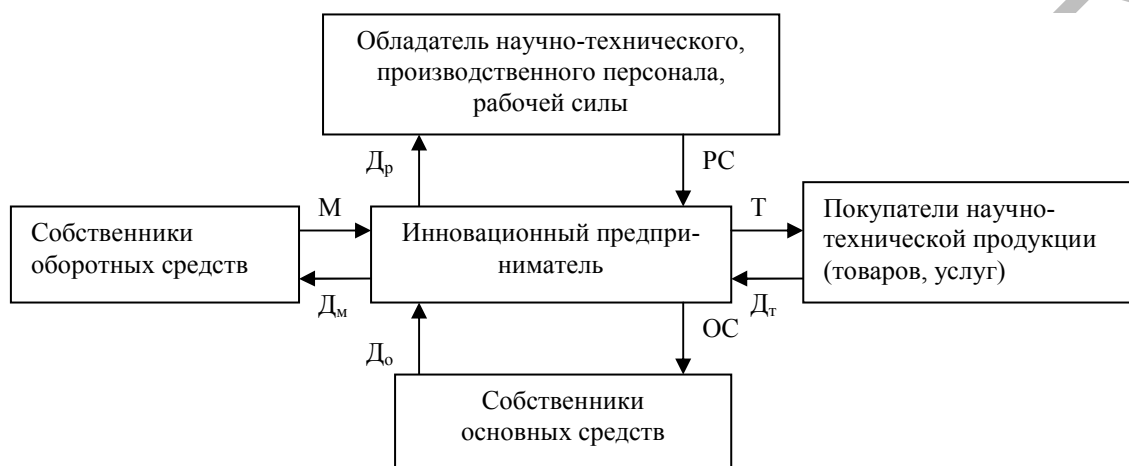 Обладатель научно-технического,
производственного персонала,
рабочей силы
Др
РС
М
Т
Собственники
оборотных средств
Инновационный предпри-
ниматель
Покупатели научно-
технической продукции
(товаров, услуг)
Дм
Дт
До
ОС
Собственники
основных средств